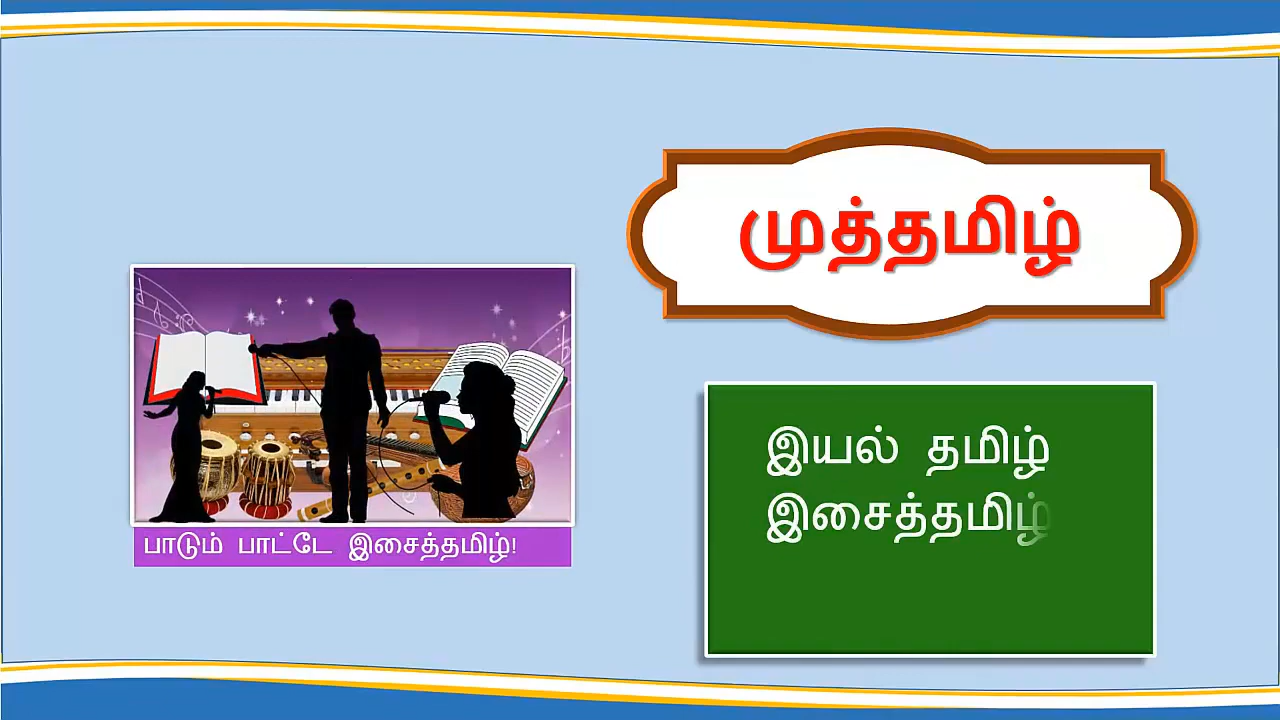 முத்தமிழ்
இயல் தமிழ்
இசைத்தமிழ்
பாடும் பாட்டே இசைத்தமிழ்!